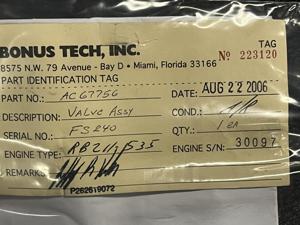 BONUS TECH, INC.
8575 N.W. 79 Avenue - Bay D • Miami, Florida 33166
TAG
PART IDENTIFICATION TAG
Nº 223120
PART NO.: AC67756
DATE: AUG 22 2006
DESCRIPTION: Valve Assy
COND.:
SERIAL NO.: FS240
QTY.: 1 EA
ENGINE TYPE: RB211/535
ENGINE S/N: 30097
REMARKS:
P262619072